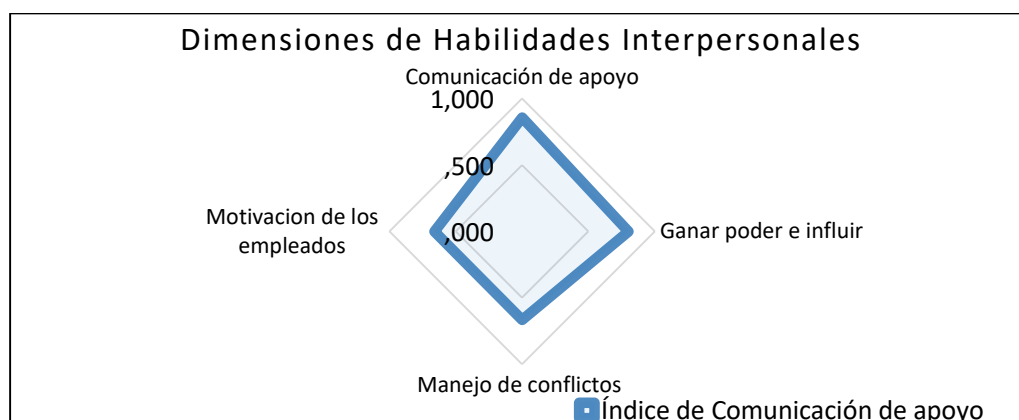 Dimensiones de Habilidades Interpersonales
Comunicación de apoyo
1,000
,500
,000
Motivacion de los
empleados
Ganar poder e influir
Manejo de conflictos
Índice de Comunicación de apoyo